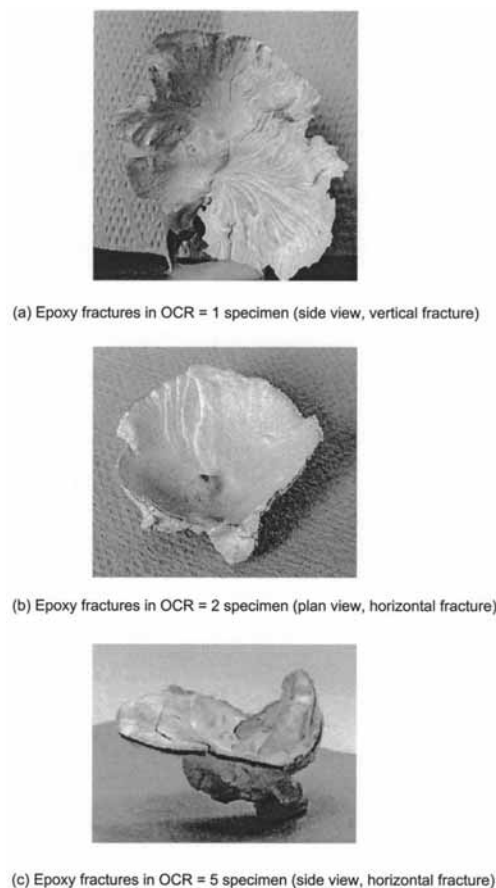 (a) Epoxy fractures in OCR = 1 specimen (side view, vertical fracture)
(b) Epoxy fractures in OCR = 2 specimen (plan view, horizontal fracture)
(c) Epoxy fractures in OCR = 5 specimen (side view, horizontal fracture)